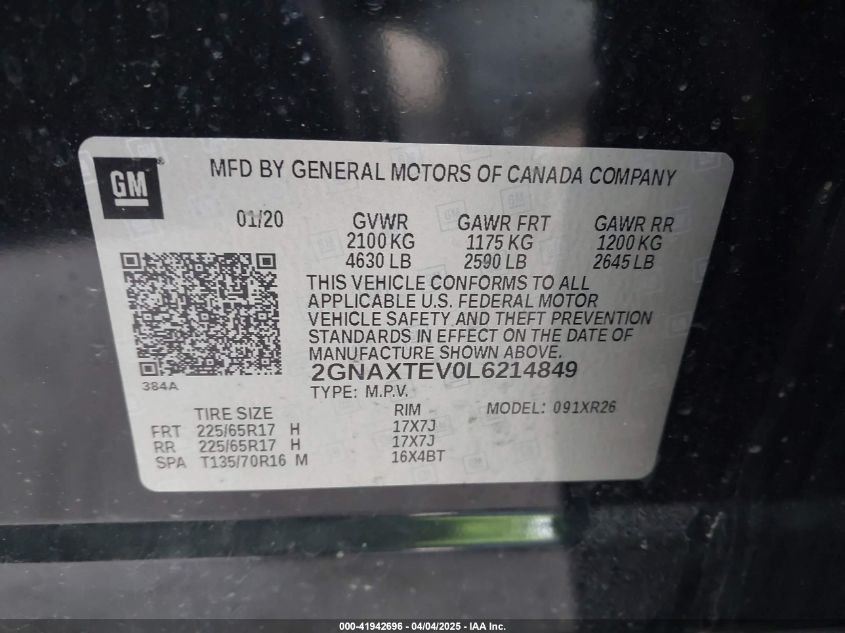 GM
MFD BY GENERAL MOTORS OF CANADA COMPANY
01/20 GVWR GAWR FRT GAWR RR
2100 KG 1175 KG 1200 KG
4630 LB 2590 LB 2645 LB
THIS VEHICLE CONFORMS TO ALL
APPLICABLE U.S. FEDERAL MOTOR
VEHICLE SAFETY AND THEFT PREVENTION
STANDARDS IN EFFECT ON THE DATE OF
MANUFACTURE SHOWN ABOVE.
384A
2GNAXTEV0L6214849
TYPE: M.P.V.
TIRE SIZE RIM MODEL: 091XR26
FRT 225/65R17 H 17X7J
RR 225/65R17 H 17X7J
SPA T135/70R16 M 16X4BT
000-41942696 - 04/04/2025 - IAA Inc.